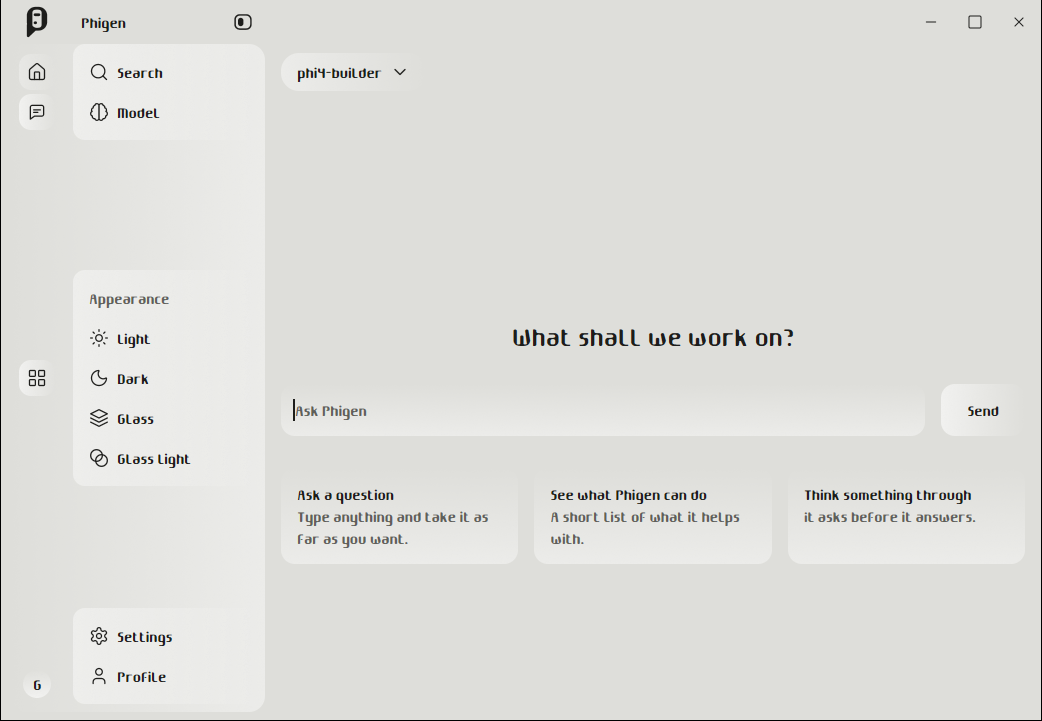 Phigen
Search
Model
phi4-builder
Appearance
Light
Dark
Glass
Glass Light
What shall we work on?
Ask Phigen
Send
Ask a question
Type anything and take it as
far as you want.
See what Phigen can do
A short list of what it helps
with.
Think something through
it asks before it answers.
Settings
Profile
G